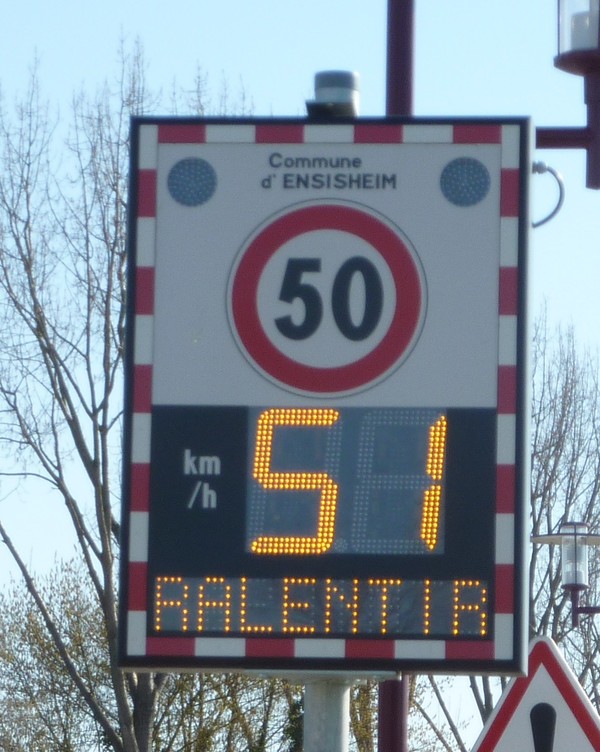 Commune
d' ENSISHEIM
50
km
/h
51
RALENTIR